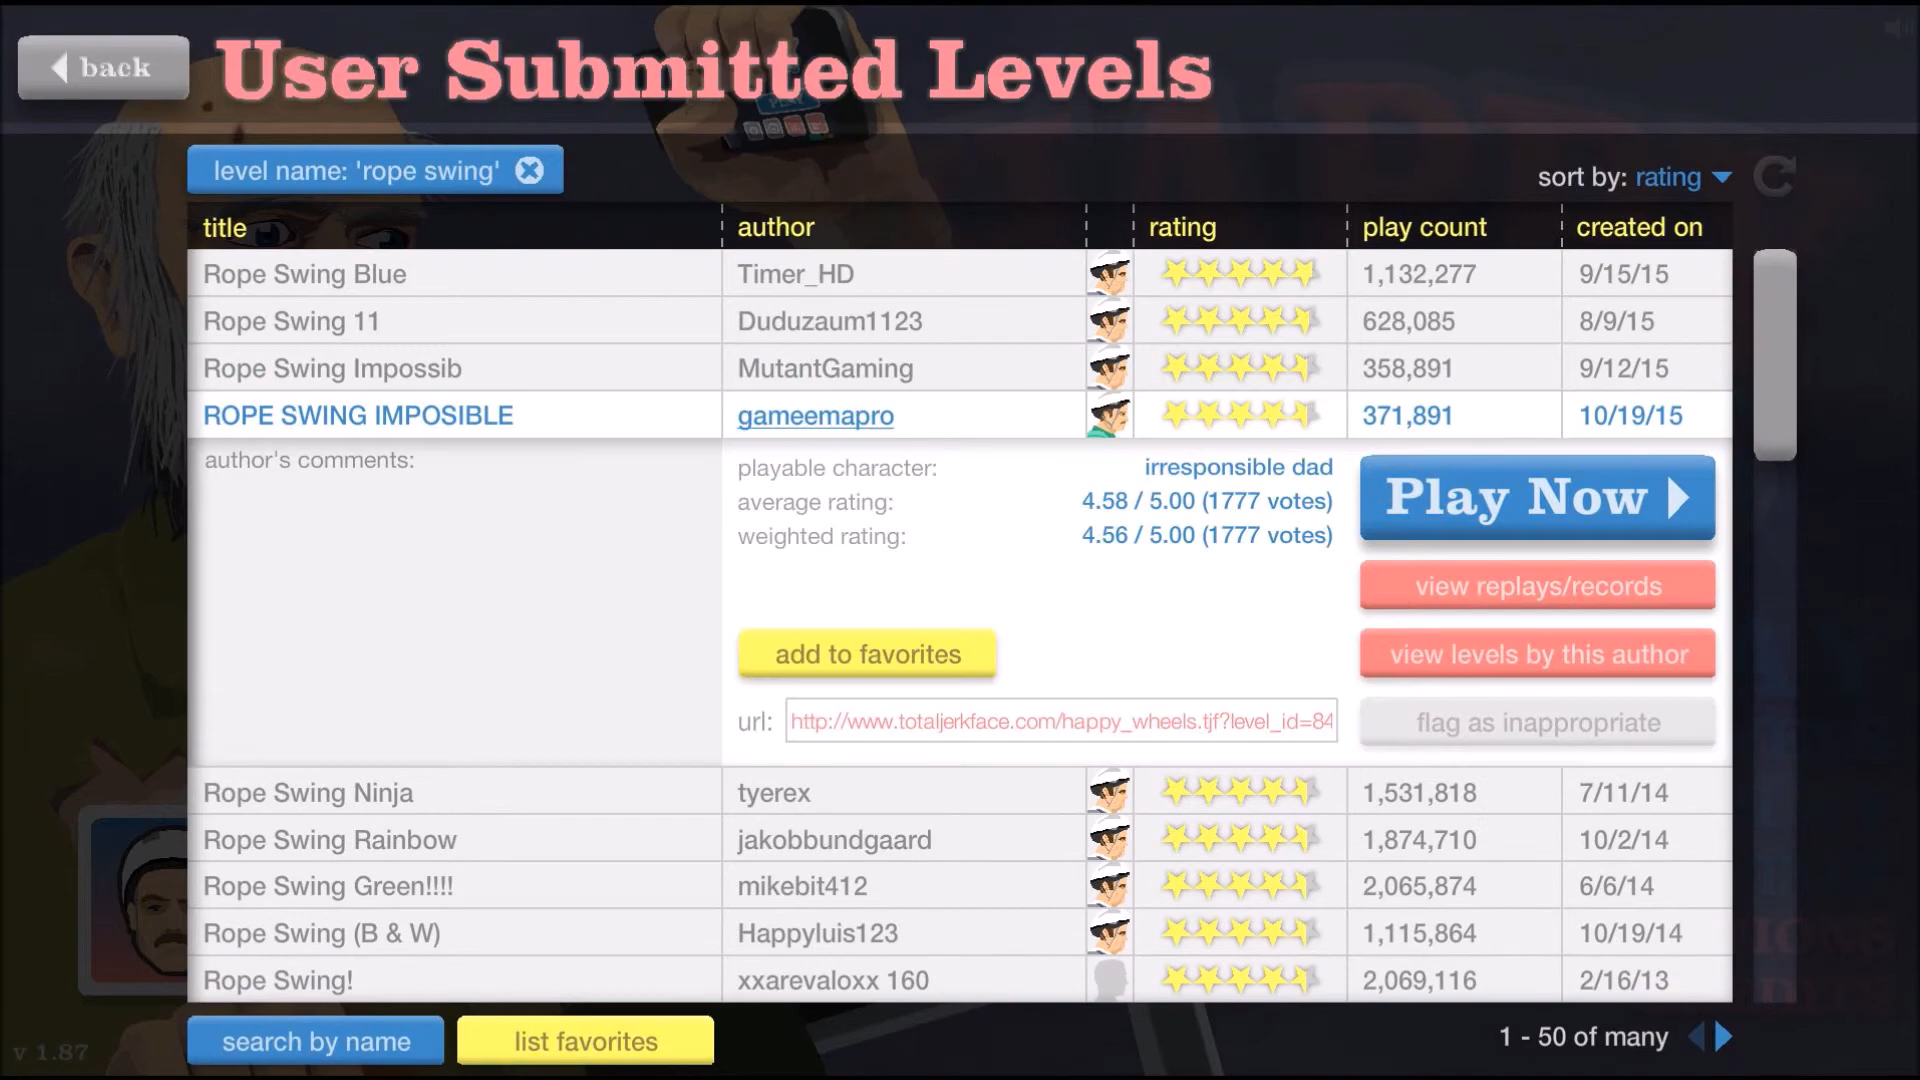 back
User Submitted Levels
level name: 'rope swing'
sort by: rating
title author rating play count created on
Rope Swing Blue Timer_HD 1,132,277 9/15/15
Rope Swing 11 Duduzaum1123 628,085 8/9/15
Rope Swing Impossib MutantGaming 358,891 9/12/15
ROPE SWING IMPOSIBLE gameemapro 371,891 10/19/15
author's comments:
playable character: irresponsible dad
average rating: 4.58 / 5.00 (1777 votes)
weighted rating: 4.56 / 5.00 (1777 votes)
Play Now
view replays/records
add to favorites
view levels by this author
url: http://www.totaljerkface.com/happy_wheels.tjf?level_id=84
flag as inappropriate
Rope Swing Ninja tyerex 1,531,818 7/11/14
Rope Swing Rainbow jakobbundgaard 1,874,710 10/2/14
Rope Swing Green!!!! mikebit412 2,065,874 6/6/14
Rope Swing (B & W) Happyluis123 1,115,864 10/19/14
Rope Swing! xxarevaloxx 160 2,069,116 2/16/13
search by name
list favorites
1 - 50 of many
v 1.87